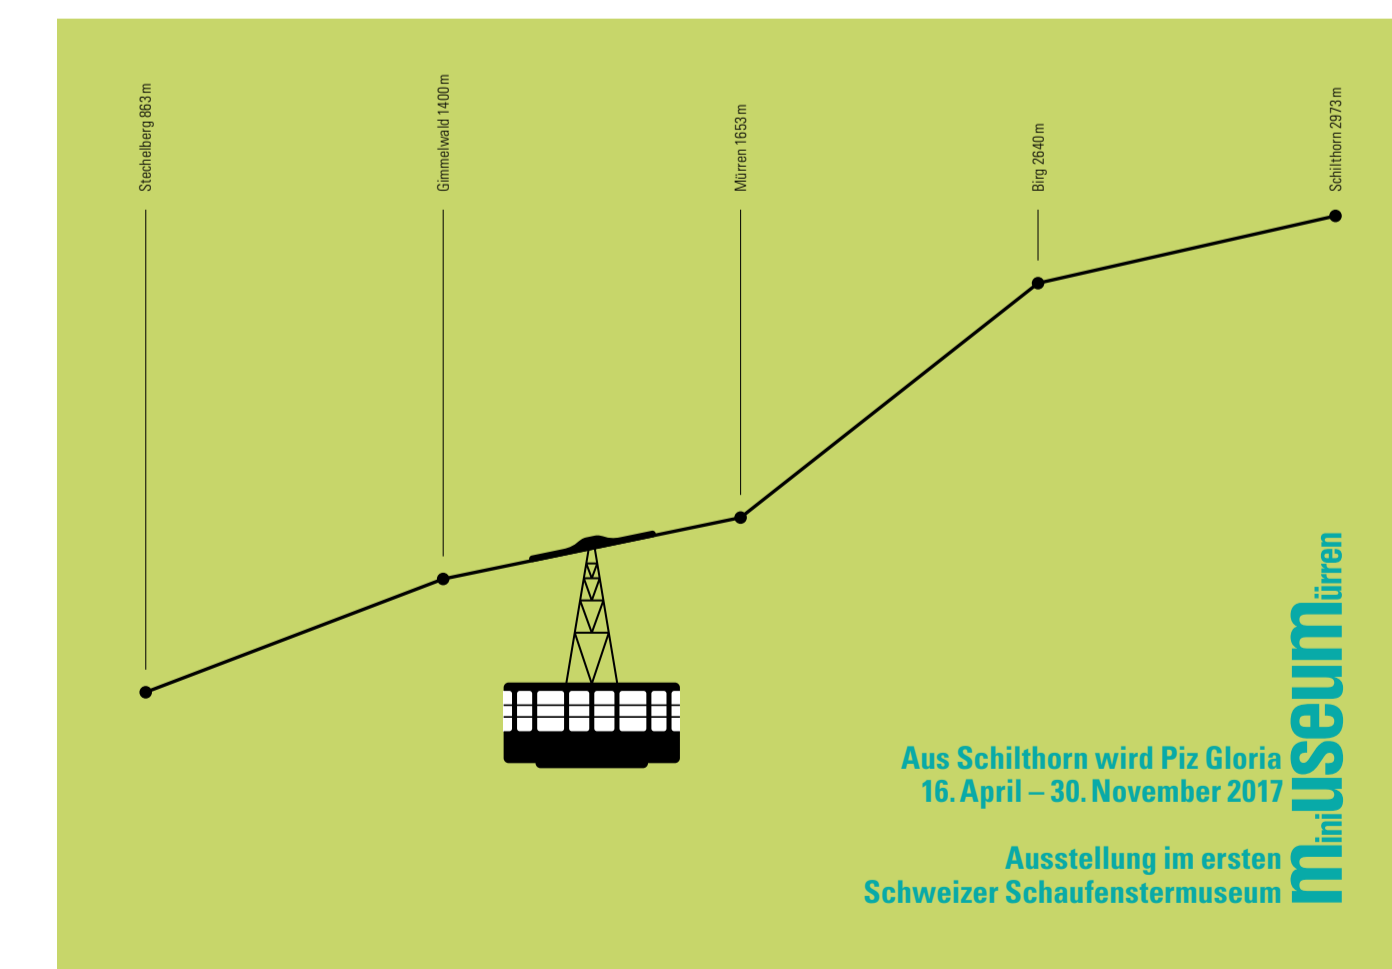 Stechelberg 863 m
Gimmelwald 1400 m
Mürren 1653 m
Birg 2640 m
Schilthorn 2973 m
Aus Schilthorn wird Piz Gloria
16. April – 30. November 2017
Ausstellung im ersten
Schweizer Schaufenstermuseum
miniuseumürren